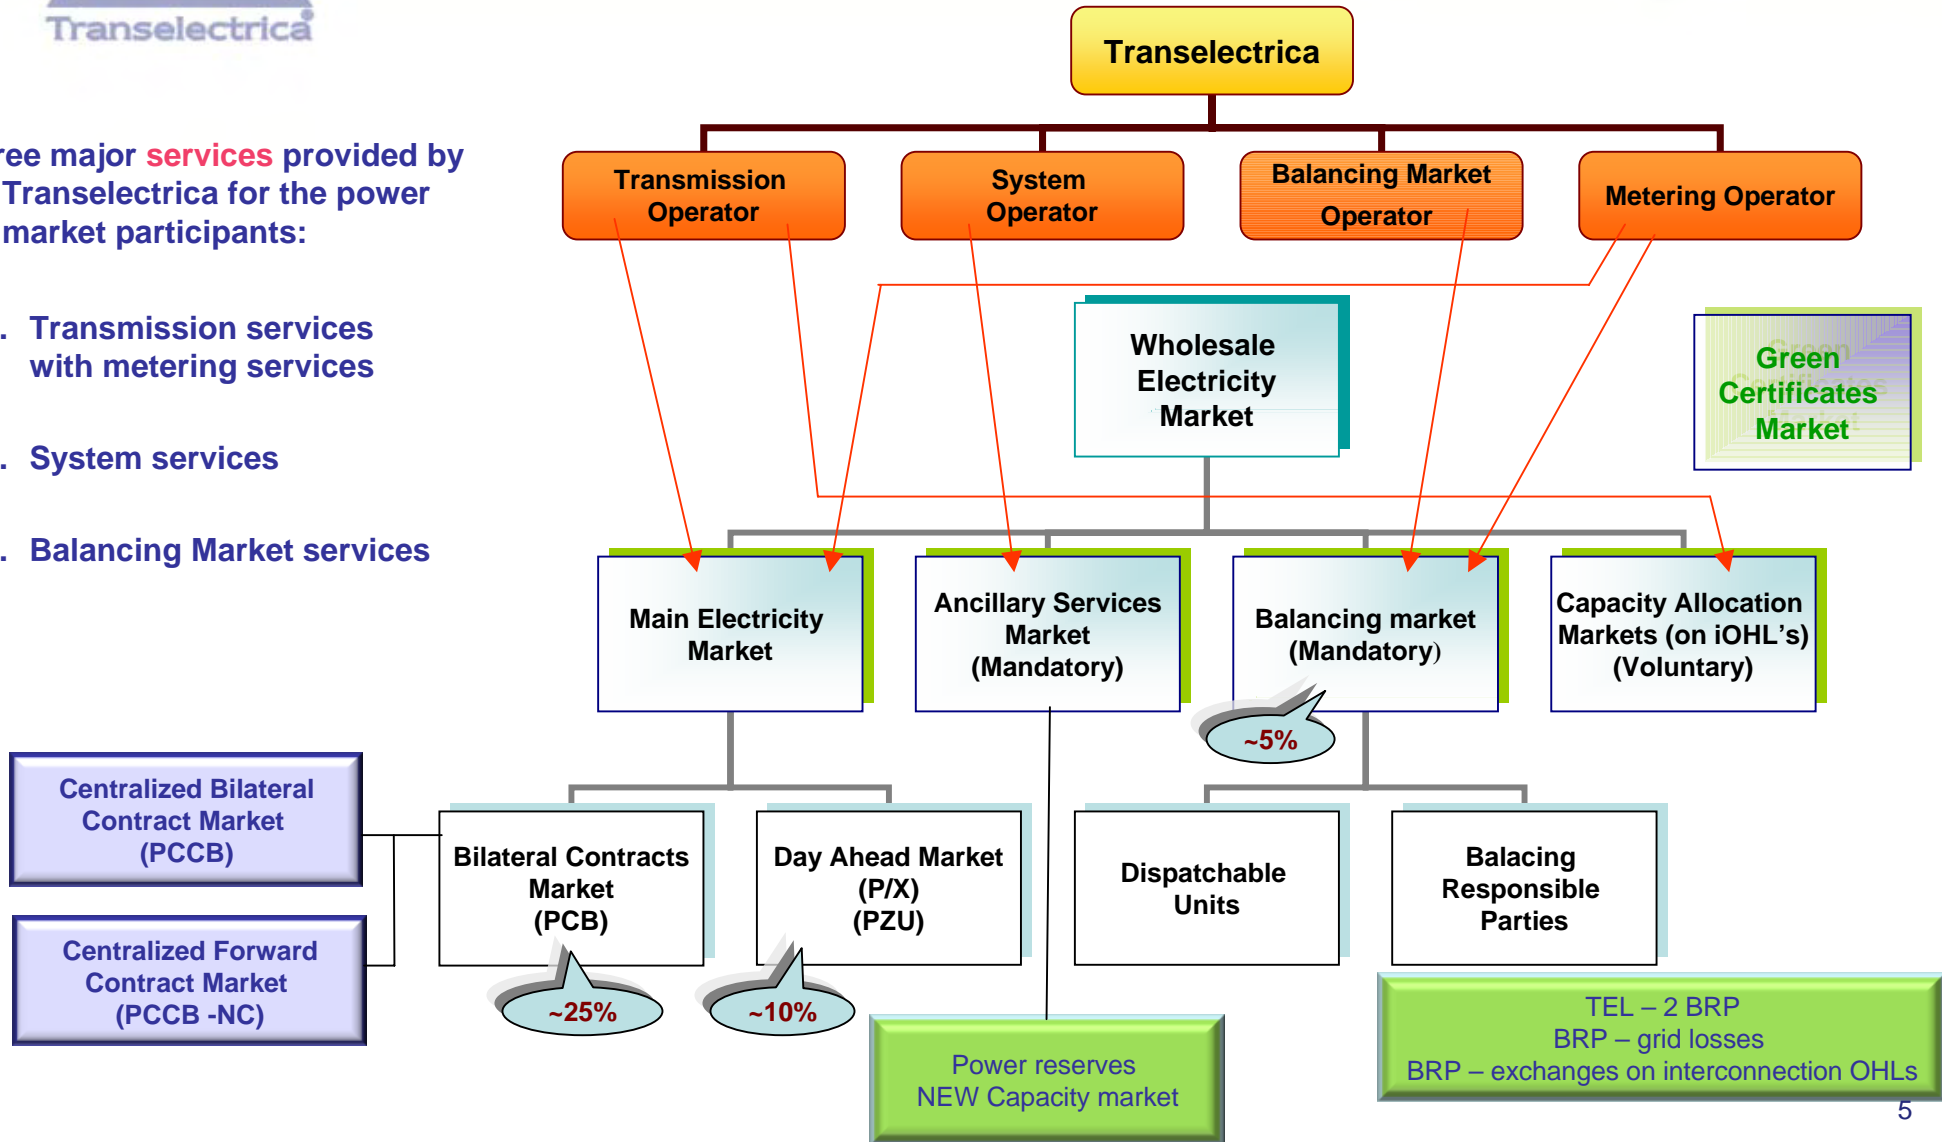 Transelectrica
Transelectrica
ree major services provided by
Transelectrica for the power
market participants:
. Transmission services
with metering services
. System services
. Balancing Market services
Transmission
Operator
System
Operator
Balancing Market
Operator
Metering Operator
Wholesale
Electricity
Market
Green
Certificates
Market
Main Electricity
Market
Ancillary Services
Market
(Mandatory)
Balancing market
(Mandatory)
Capacity Allocation
Markets (on iOHL’s)
(Voluntary)
~5%
Centralized Bilateral
Contract Market
(PCCB)
Centralized Forward
Contract Market
(PCCB -NC)
Bilateral Contracts
Market
(PCB)
Day Ahead Market
(P/X)
(PZU)
Dispatchable
Units
Balacing
Responsible
Parties
~25%
~10%
Power reserves
NEW Capacity market
TEL – 2 BRP
BRP – grid losses
BRP – exchanges on interconnection OHLs
5